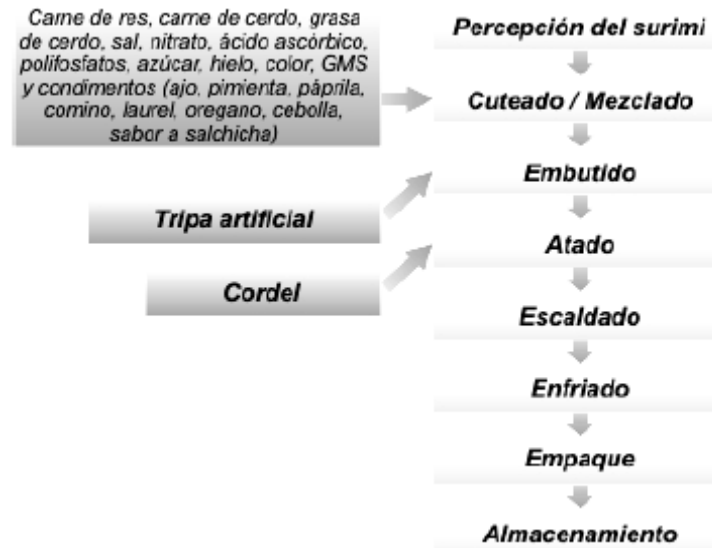 Carne de res, carne de cerdo, grasa
de cerdo, sal, nitrato, ácido ascórbico,
polifosfatos, azúcar, hielo, color, GMS
y condimentos (ajo, pimienta, páprila,
comino, laurel, oregano, cebolla,
sabor a salchicha)
Percepción del surimi
Cuteado / Mezclado
Embutido
Tripa artificial
Atado
Cordel
Escaldado
Enfriado
Empaque
Almacenamiento